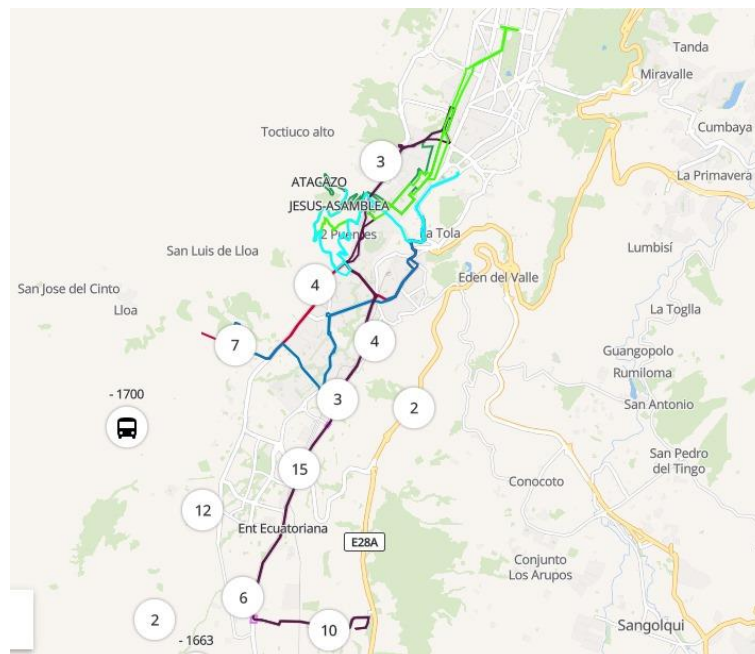 Tanda
Miravalle
Cumbaya
Toctiuco alto
3
La Primavera
ATACAZO
JESUS-ASAMBLEA
2 Puentes
La Tola
San Luis de Lloa
Lumbisí
Eden del Valle
4
San Jose del Cinto
Lloa
La Toglla
7
4
Guangopolo
Rumiloma
- 1700
3
2
San Antonio
San Pedro
del Tingo
15
Conocoto
12
Ent Ecuatoriana
E28A
Conjunto
Los Arupos
6
2
10
Sangolqui
- 1663